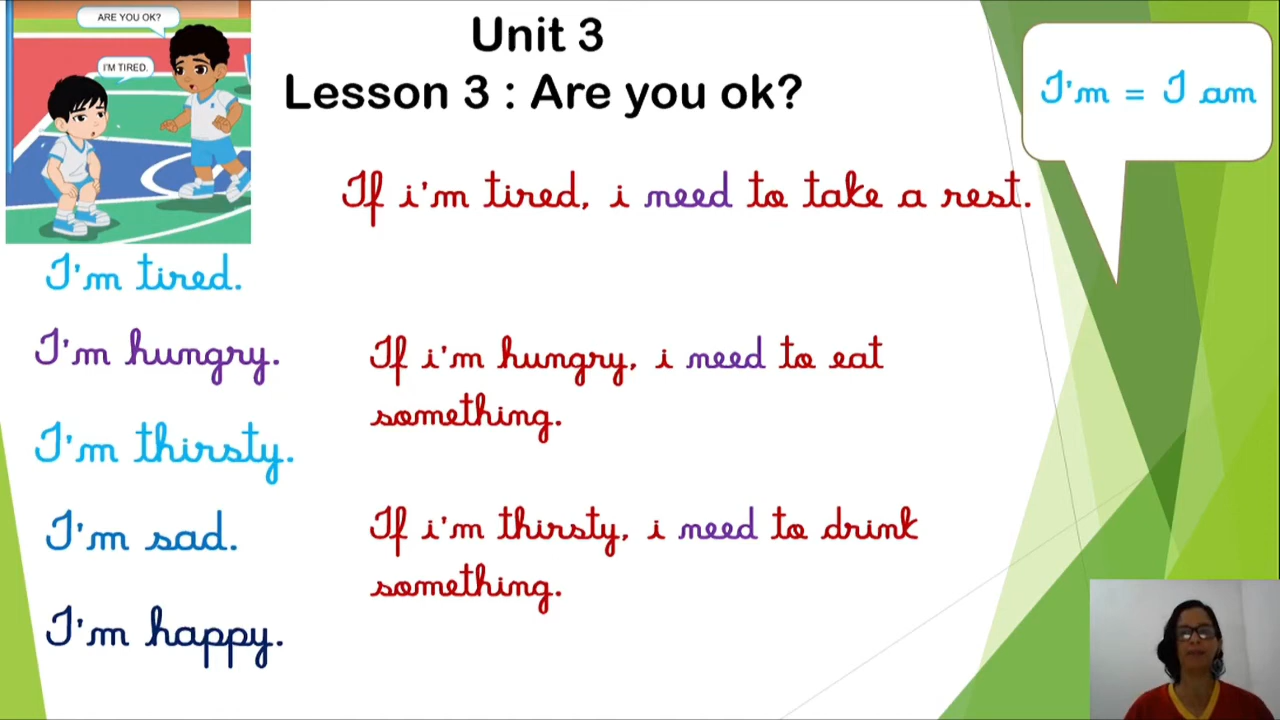 ARE YOU OK?
I'M TIRED.
Unit 3
Lesson 3 : Are you ok?
I'm = I am
If i'm tired, i need to take a rest.
I'm tired.
I'm hungry.
I'm thirsty.
I'm sad.
I'm happy.
If i'm hungry, i need to eat
something.
If i'm thirsty, i need to drink
something.